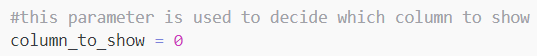 #this parameter is used to decide which column to show
column_to_show = 0